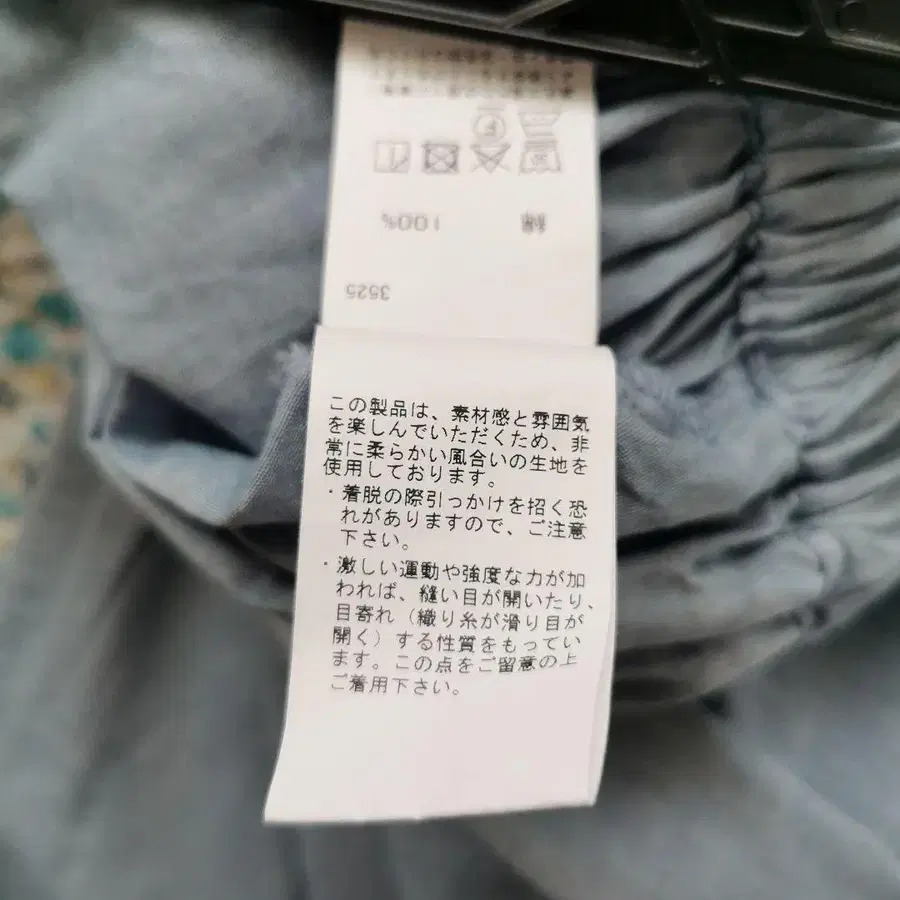 3525
綿 100%
この製品は、素材感と雰囲気
を楽しんでいただくため、非
常に柔らかい風合いの生地を
使用しております。
・着脱の際引っかけを招く恐
れがありますので、ご注意
下さい。
・激しい運動や強度な力が加
われば、縫い目が開いたり、
目寄れ（織り糸が滑り目が
開く）する性質をもってい
ます。この点をご留意の上
ご着用下さい。